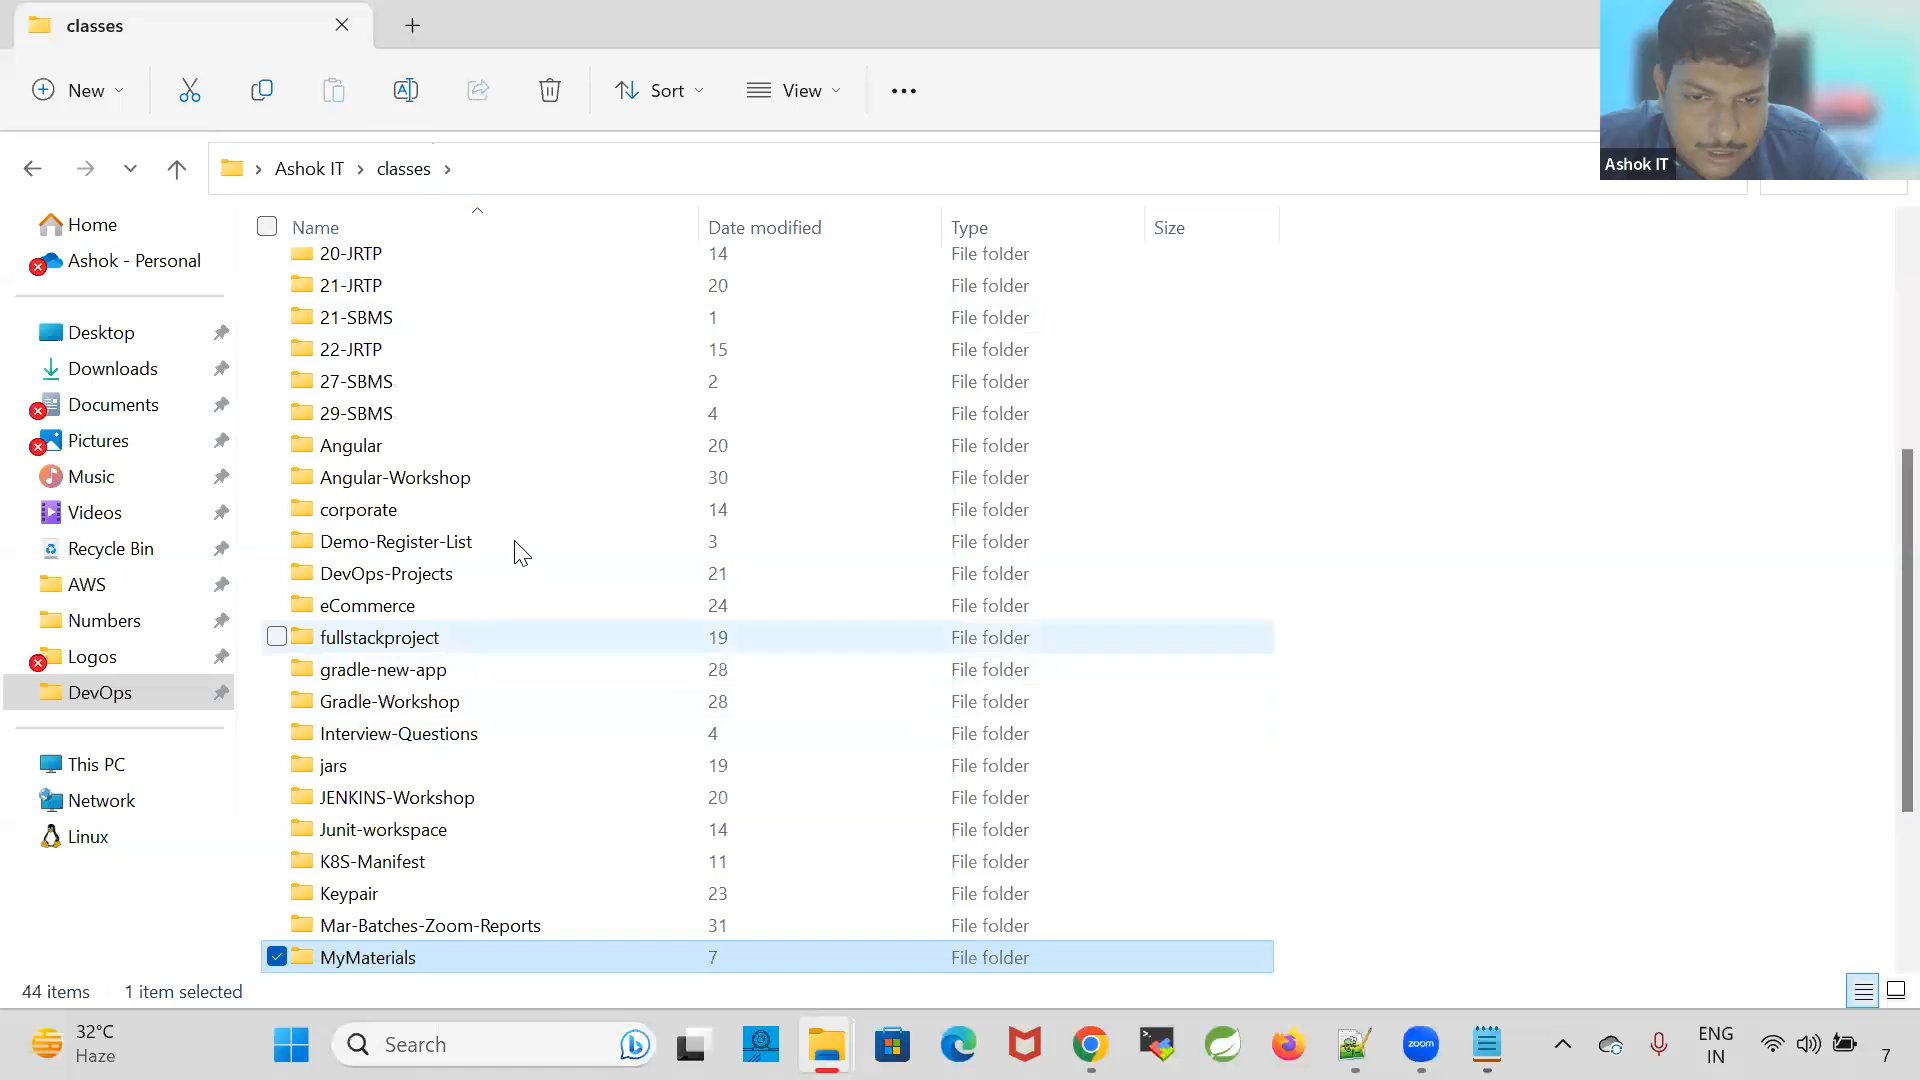 classes
New
Sort
View
Ashok IT
Ashok IT > classes >
Name Date modified Type Size
Home
Ashok - Personal
Desktop
Downloads
Documents
Pictures
Music
Videos
Recycle Bin
AWS
Numbers
Logos
DevOps
This PC
Network
Linux
20-JRTP 14 File folder
21-JRTP 20 File folder
21-SBMS 1 File folder
22-JRTP 15 File folder
27-SBMS 2 File folder
29-SBMS 4 File folder
Angular 20 File folder
Angular-Workshop 30 File folder
corporate 14 File folder
Demo-Register-List 3 File folder
DevOps-Projects 21 File folder
eCommerce 24 File folder
fullstackproject 19 File folder
gradle-new-app 28 File folder
Gradle-Workshop 28 File folder
Interview-Questions 4 File folder
jars 19 File folder
JENKINS-Workshop 20 File folder
Junit-workspace 14 File folder
K8S-Manifest 11 File folder
Keypair 23 File folder
Mar-Batches-Zoom-Reports 31 File folder
MyMaterials 7 File folder
44 items 1 item selected
32°C
Haze
Search
zoom
ENG
IN
7